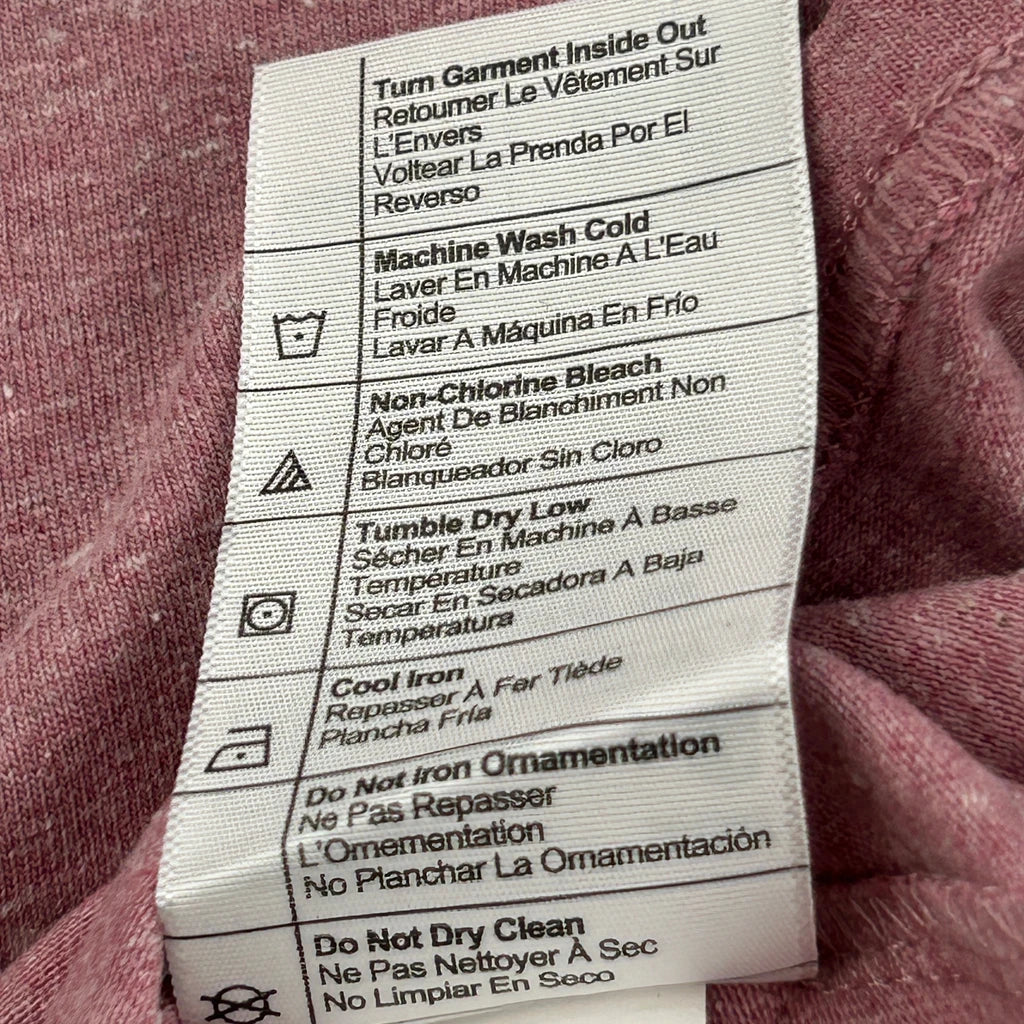 Turn Garment Inside Out
Retourner Le Vêtement Sur
L'Envers
Voltear La Prenda Por El
Reverso
Machine Wash Cold
Laver En Machine A L'Eau
Froide
Lavar A Máquina En Frío
Non-Chlorine Bleach
Agent De Blanchiment Non
Chloré
Blanqueador Sin Cloro
Tumble Dry Low
Sécher En Machine À Basse
Température
Secar En Secadora A Baja
Temperatura
Cool Iron
Repasser À Fer Tiède
Plancha Fría
Do Not Iron Ornamentation
Ne Pas Repasser
L'Ornementation
No Planchar La Ornamentación
Do Not Dry Clean
Ne Pas Nettoyer À Sec
No Limpiar En Seco